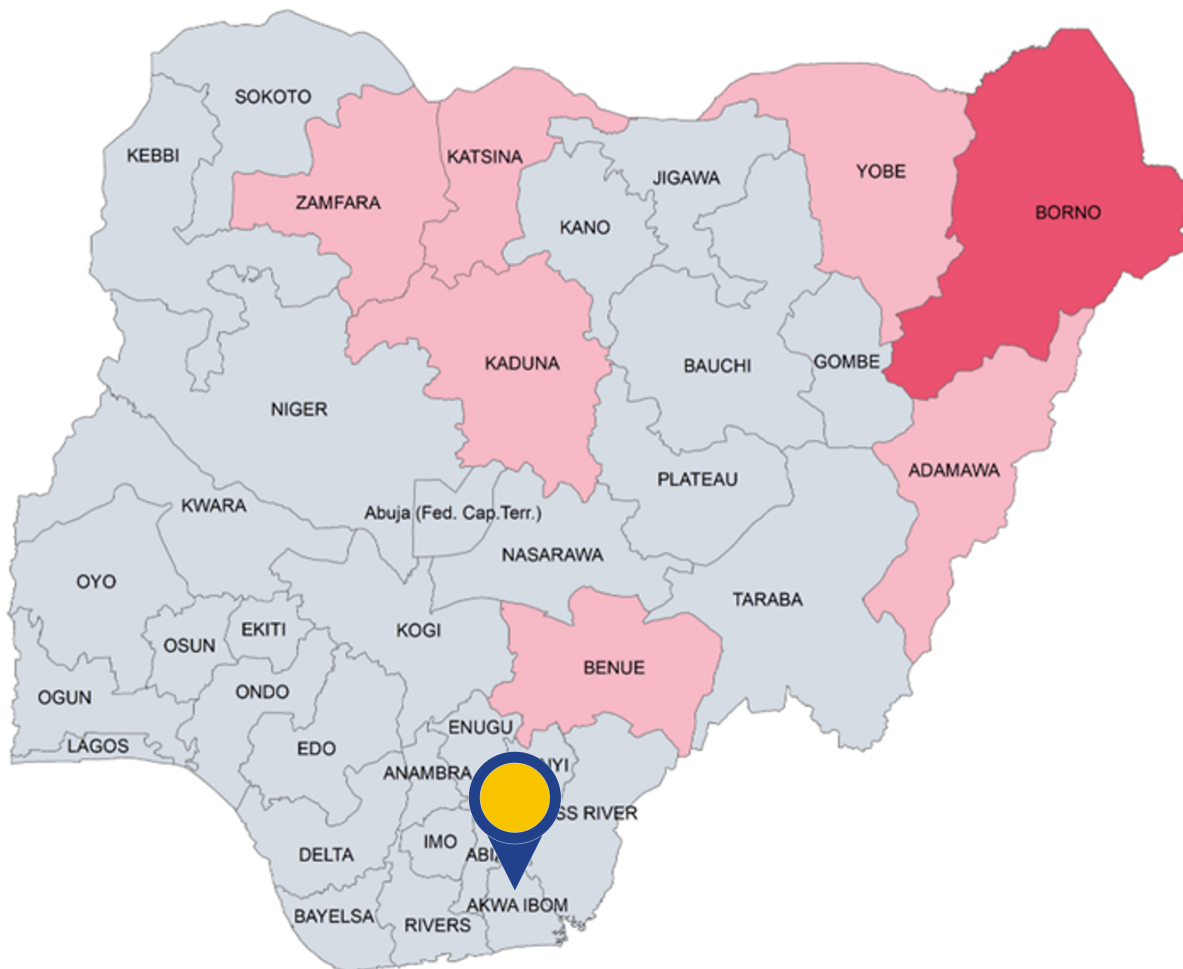 SOKOTO
KEBBI
KATSINA
ZAMFARA
JIGAWA
YOBE
KANO
BORNO
KADUNA
BAUCHI
GOMBE
NIGER
ADAMAWA
PLATEAU
KWARA
Abuja (Fed. Cap.Terr.)
NASARAWA
OYO
TARABA
OSUN
EKITI
KOGI
BENUE
OGUN
ONDO
LAGOS
EDO
ENUGU
ANAMBRA
IMO
SS RIVER
DELTA
AKWA IBOM
BAYELSA
RIVERS